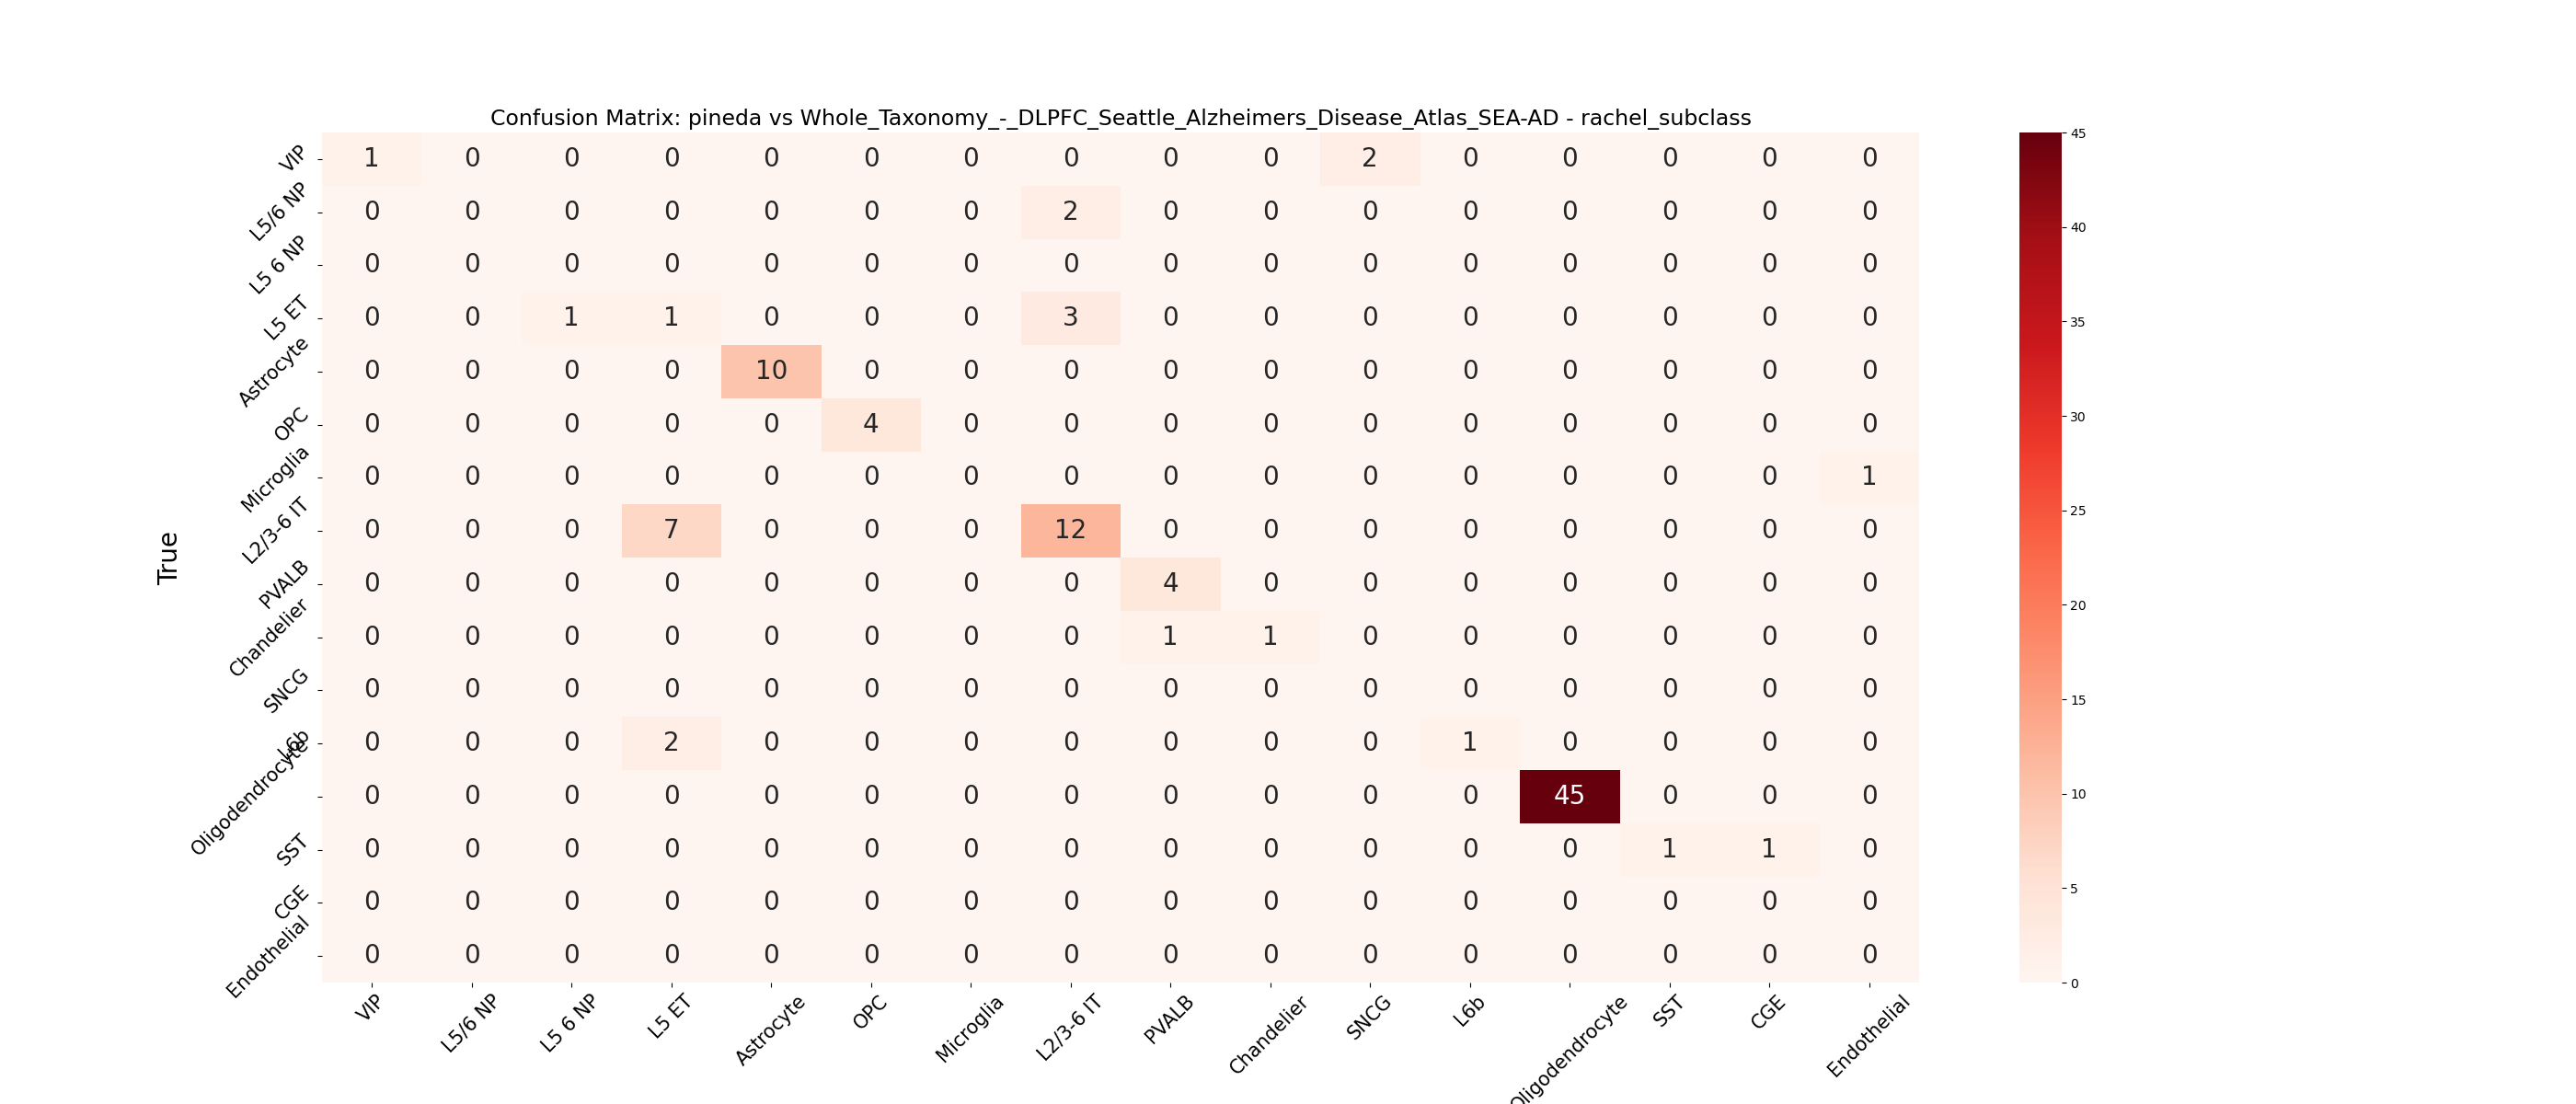 Confusion Matrix: pineda vs Whole_Taxonomy_-_DLPFC_Seattle_Alzheimers_Disease_Atlas_SEA-AD - rachel_subclass
True
VIP 1 0 0 0 0 0 0 0 0 0 2 0 0 0 0 0
L5/6 NP 0 0 0 0 0 0 0 2 0 0 0 0 0 0 0 0
L5 6 NP 0 0 0 0 0 0 0 0 0 0 0 0 0 0 0 0
L5 ET 0 0 1 1 0 0 0 3 0 0 0 0 0 0 0 0
Astrocyte 0 0 0 0 10 0 0 0 0 0 0 0 0 0 0 0
OPC 0 0 0 0 0 4 0 0 0 0 0 0 0 0 0 0
Microglia 0 0 0 0 0 0 0 0 0 0 0 0 0 0 0 1
L2/3-6 IT 0 0 0 7 0 0 0 12 0 0 0 0 0 0 0 0
PVALB 0 0 0 0 0 0 0 0 4 0 0 0 0 0 0 0
Chandelier 0 0 0 0 0 0 0 0 1 1 0 0 0 0 0 0
SNCG 0 0 0 0 0 0 0 0 0 0 0 0 0 0 0 0
L6b 0 0 0 2 0 0 0 0 0 0 0 1 0 0 0 0
Oligodendrocyte 0 0 0 0 0 0 0 0 0 0 0 0 45 0 0 0
SST 0 0 0 0 0 0 0 0 0 0 0 0 0 1 1 0
CGE 0 0 0 0 0 0 0 0 0 0 0 0 0 0 0 0
Endothelial 0 0 0 0 0 0 0 0 0 0 0 0 0 0 0 0
VIP L5/6 NP L5 6 NP L5 ET Astrocyte OPC Microglia L2/3-6 IT PVALB Chandelier SNCG L6b Oligodendrocyte SST CGE Endothelial
45
40
35
30
25
20
15
10
5
0